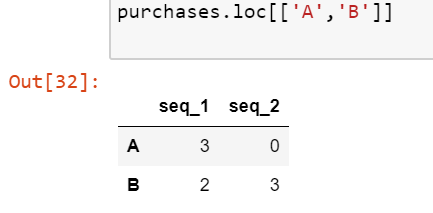 purchases.loc[['A','B']]
Out[32]:
seq_1 seq_2
A 3 0
B 2 3